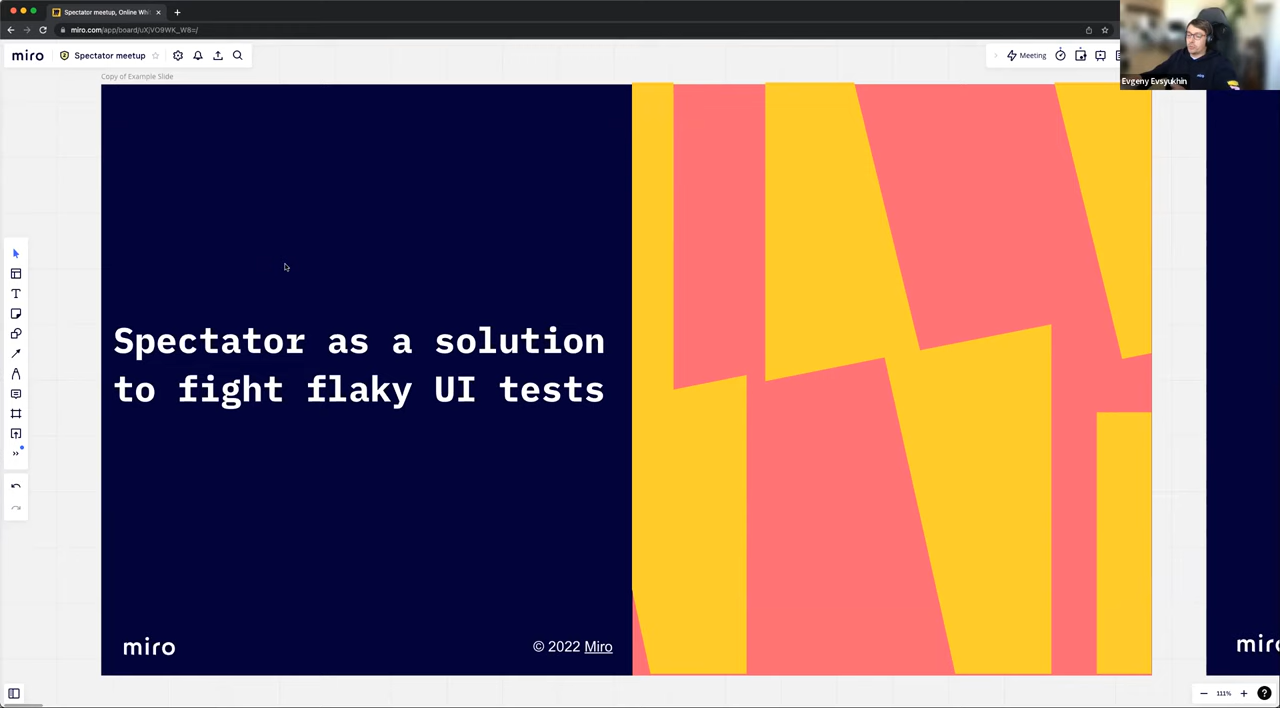 Spectator meetup, Online Whi
miro.com/app/board/uXjVO9WK_W8=/
miro
Spectator meetup
Meeting
Evgeny Evsyukhin
Copy of Example Slide
Spectator as a solution
to fight flaky UI tests
miro
© 2022 Miro
miro
111%